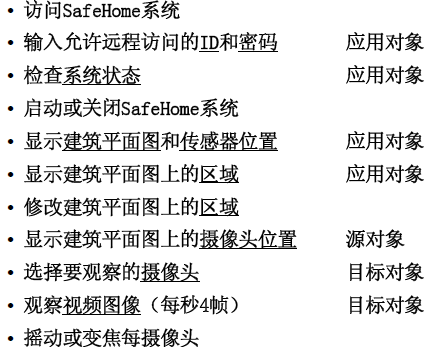 • 访问SafeHome系统
• 输入允许远程访问的ID和密码 应用对象
• 检查系统状态 应用对象
• 启动或关闭SafeHome系统
• 显示建筑平面图和传感器位置 应用对象
• 显示建筑平面图上的区域 应用对象
• 修改建筑平面图上的区域
• 显示建筑平面图上的摄像头位置 源对象
• 选择要观察的摄像头 目标对象
• 观察视频图像（每秒4帧） 目标对象
• 摇动或变焦每摄像头